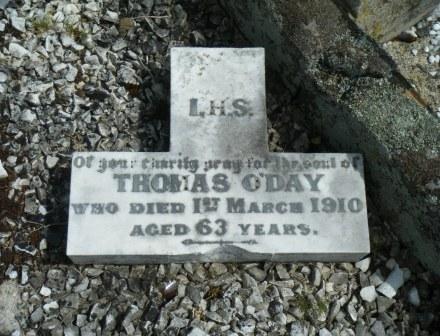 I.H.S.
Of your charity pray for the soul of
THOMAS O'DAY
WHO DIED 1ST MARCH 1910
AGED 63 YEARS.